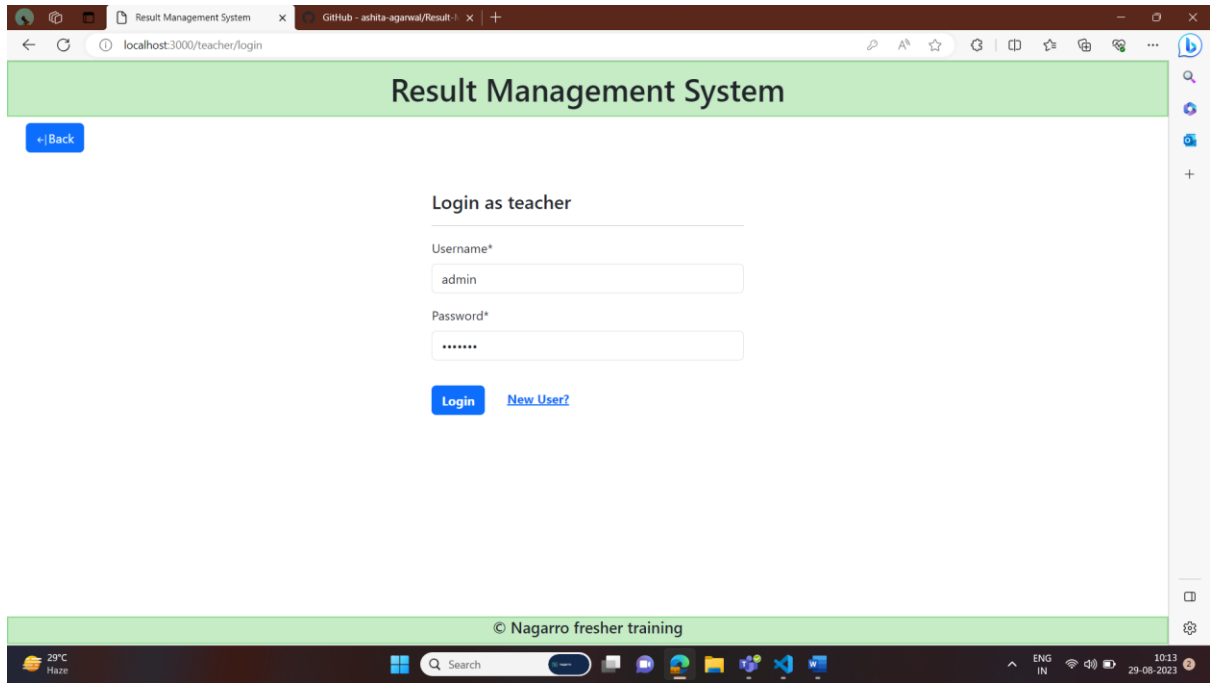 Result Management System
GitHub - ashita-agarwal/Result-
localhost:3000/teacher/login
Result Management System
←|Back
Login as teacher
Username*
admin
Password*
•••••••
Login New User?
© Nagarro fresher training
29°C
Haze
Search
ENG
IN
10:13
29-08-2023
2